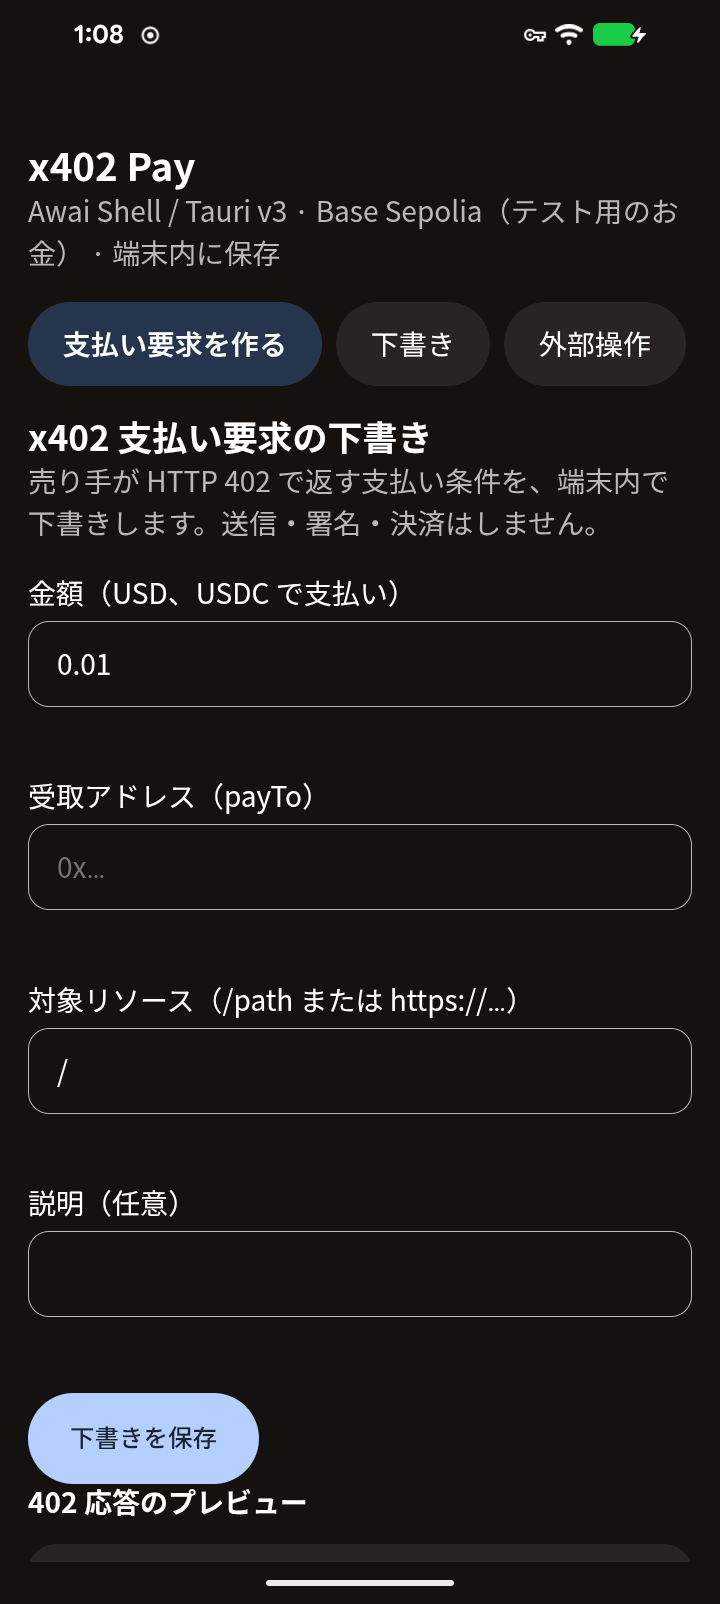 1:08
x402 Pay
Awai Shell / Tauri v3 · Base Sepolia（テスト用のお
金） · 端末内に保存
支払い要求を作る
下書き
外部操作
x402 支払い要求の下書き
売り手が HTTP 402 で返す支払い条件を、端末内で
下書きします。送信・署名・決済はしません。
金額（USD、USDC で支払い）
0.01
受取アドレス（payTo）
0x…
対象リソース（/path または https://…）
/
説明（任意）
下書きを保存
402 応答のプレビュー